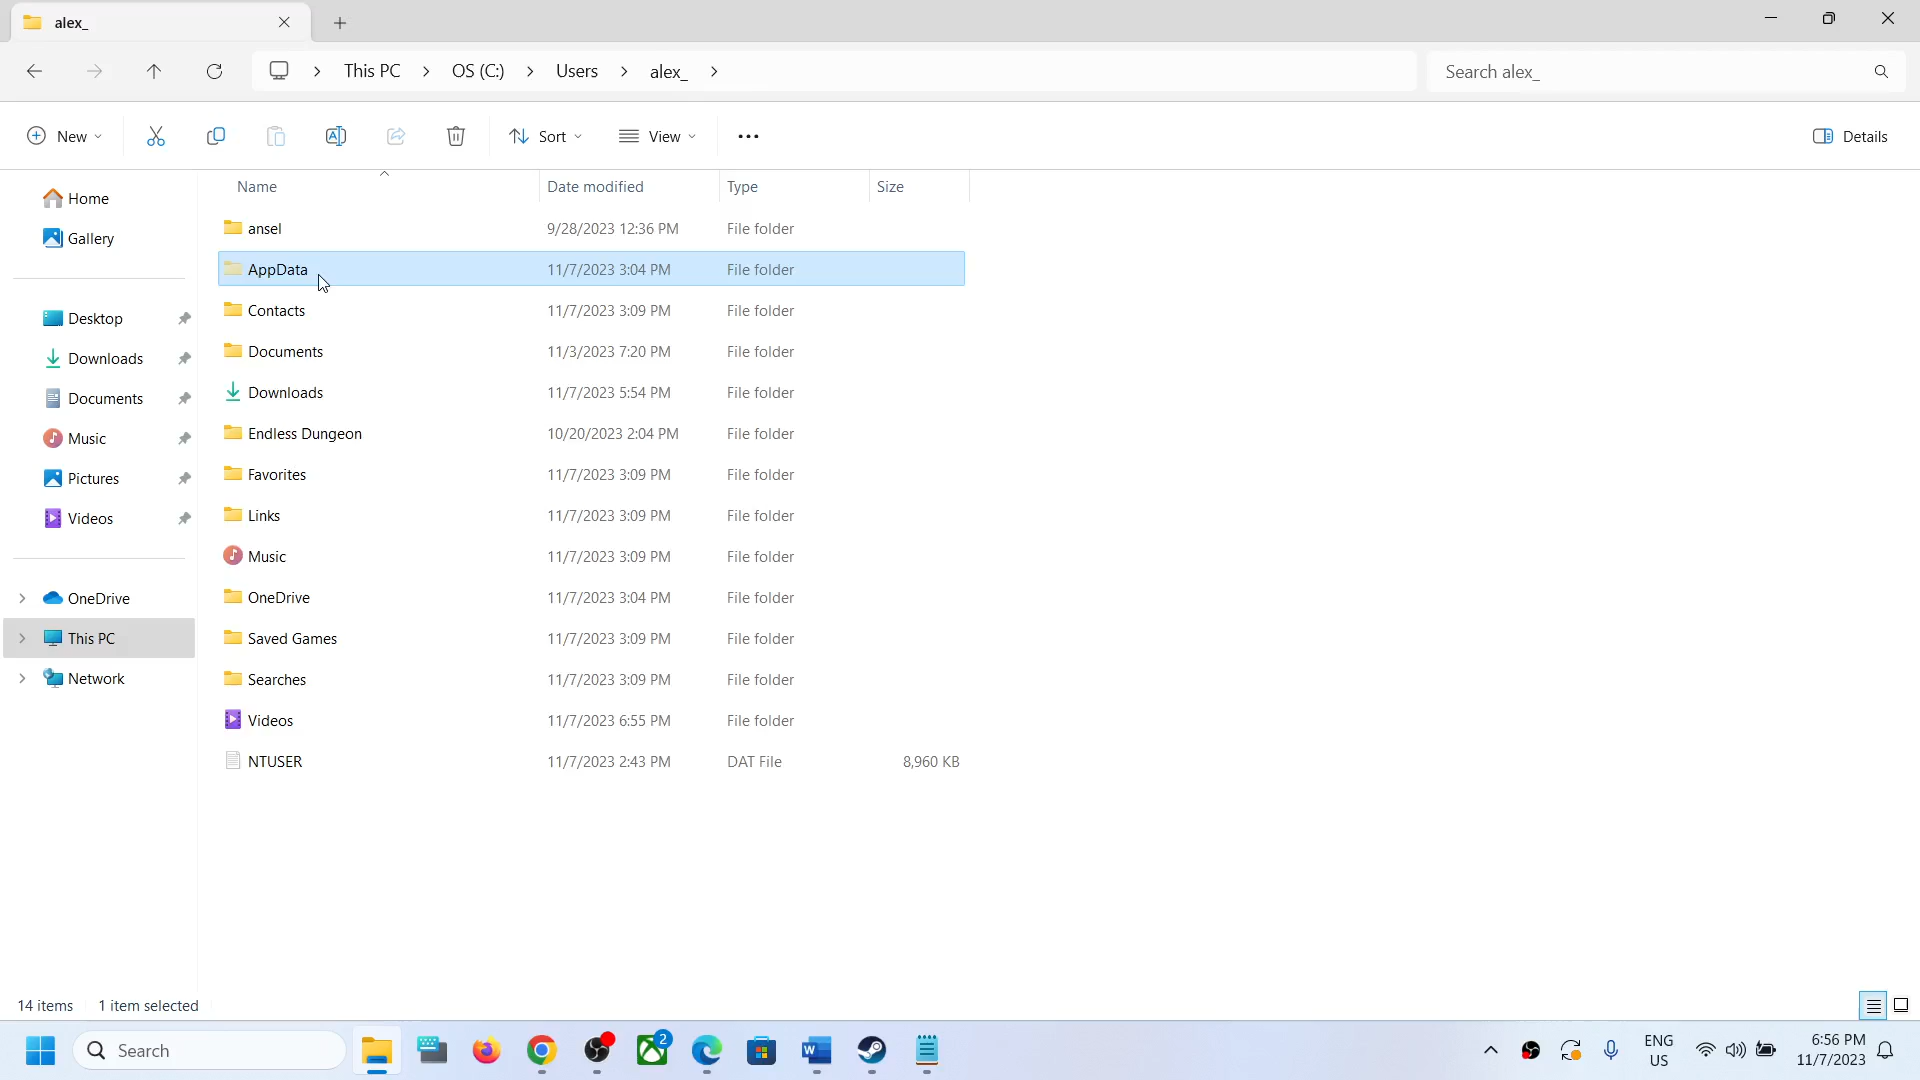 alex_
This PC > OS (C:) > Users > alex_ >
Search alex_
New
Sort
View
Details
Name Date modified Type Size
Home
Gallery
Desktop
Downloads
Documents
Music
Pictures
Videos
OneDrive
This PC
Network
ansel 9/28/2023 12:36 PM File folder
AppData 11/7/2023 3:04 PM File folder
Contacts 11/7/2023 3:09 PM File folder
Documents 11/3/2023 7:20 PM File folder
Downloads 11/7/2023 5:54 PM File folder
Endless Dungeon 10/20/2023 2:04 PM File folder
Favorites 11/7/2023 3:09 PM File folder
Links 11/7/2023 3:09 PM File folder
Music 11/7/2023 3:09 PM File folder
OneDrive 11/7/2023 3:04 PM File folder
Saved Games 11/7/2023 3:09 PM File folder
Searches 11/7/2023 3:09 PM File folder
Videos 11/7/2023 6:55 PM File folder
NTUSER 11/7/2023 2:43 PM DAT File 8,960 KB
14 items 1 item selected
Search
2
ENG
US
6:56 PM
11/7/2023